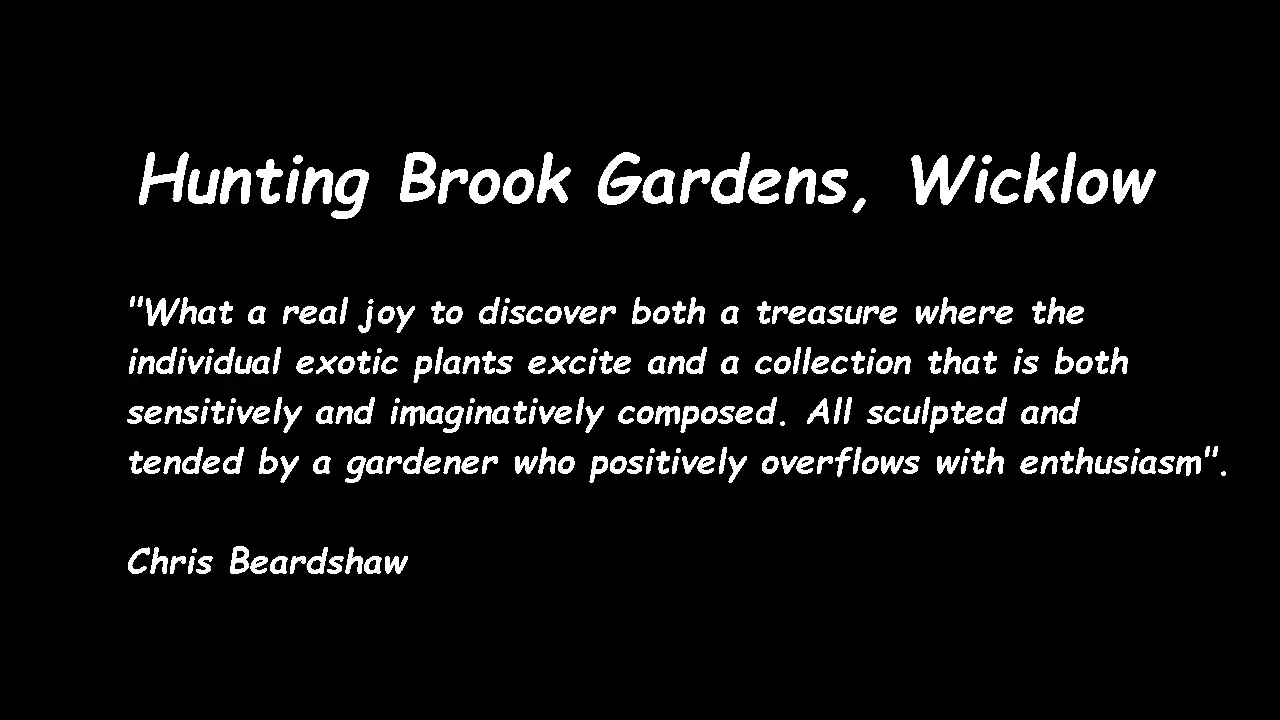 Hunting Brook Gardens, Wicklow
"What a real joy to discover both a treasure where the
individual exotic plants excite and a collection that is both
sensitively and imaginatively composed. All sculpted and
tended by a gardener who positively overflows with enthusiasm".
Chris Beardshaw